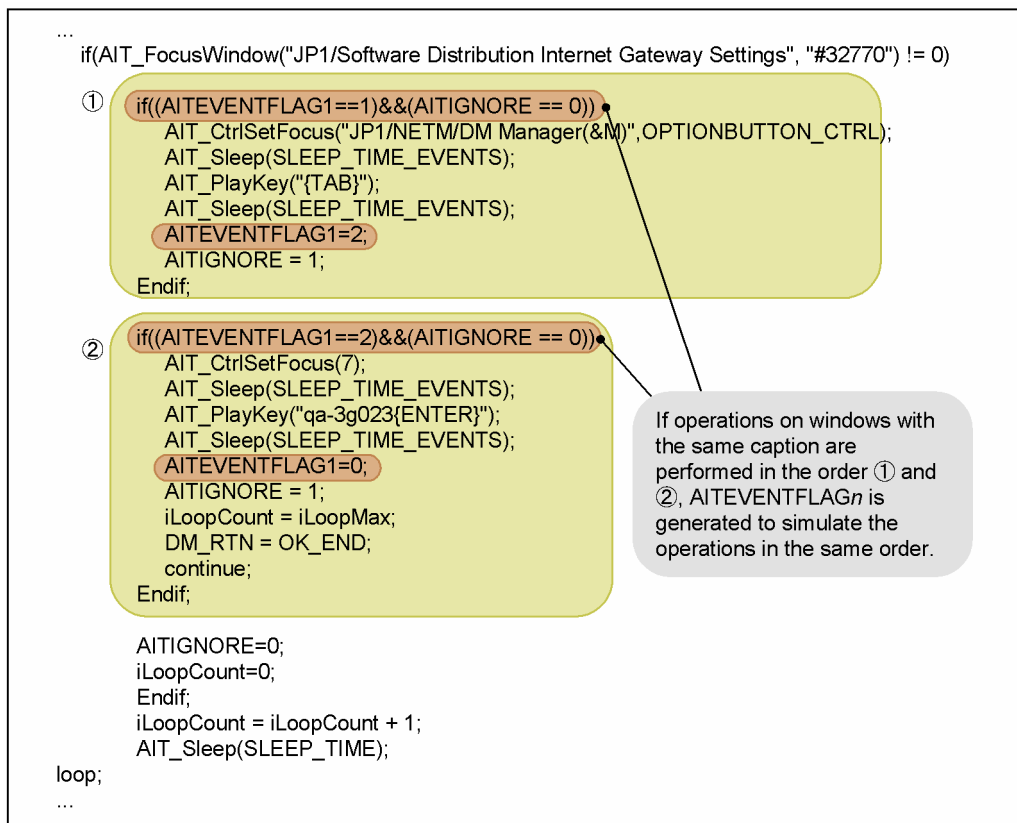 ...
if(AIT_FocusWindow("JP1/Software Distribution Internet Gateway Settings", "#32770") != 0)
① if((AITEVENTFLAG1==1)&&(AITIGNORE == 0))
AIT_CtrlSetFocus("JP1/NETM/DM Manager(&M)",OPTIONBUTTON_CTRL);
AIT_Sleep(SLEEP_TIME_EVENTS);
AIT_PlayKey("{TAB}");
AIT_Sleep(SLEEP_TIME_EVENTS);
AITEVENTFLAG1=2;
AITIGNORE = 1;
Endif;
② if((AITEVENTFLAG1==2)&&(AITIGNORE == 0))
AIT_CtrlSetFocus(7);
AIT_Sleep(SLEEP_TIME_EVENTS);
AIT_PlayKey("qa-3g023{ENTER}");
AIT_Sleep(SLEEP_TIME_EVENTS);
AITEVENTFLAG1=0;
AITIGNORE = 1;
iLoopCount = iLoopMax;
DM_RTN = OK_END;
continue;
Endif;
If operations on windows with
the same caption are
performed in the order ① and
②, AITEVENTFLAGn is
generated to simulate the
operations in the same order.
AITIGNORE=0;
iLoopCount=0;
Endif;
iLoopCount = iLoopCount + 1;
AIT_Sleep(SLEEP_TIME);
loop;
...